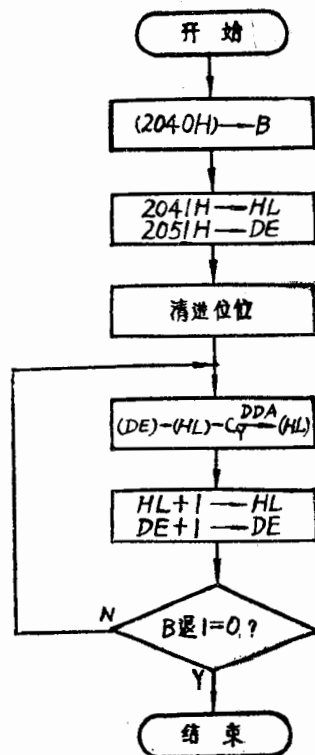 开始
(2040H)→B
2041H→HL
2051H→DE
清进位位
(DE)-(HL)-Cy DDA→(HL)
HL+1→HL
DE+1→DE
N
B退1=0?
Y
结束